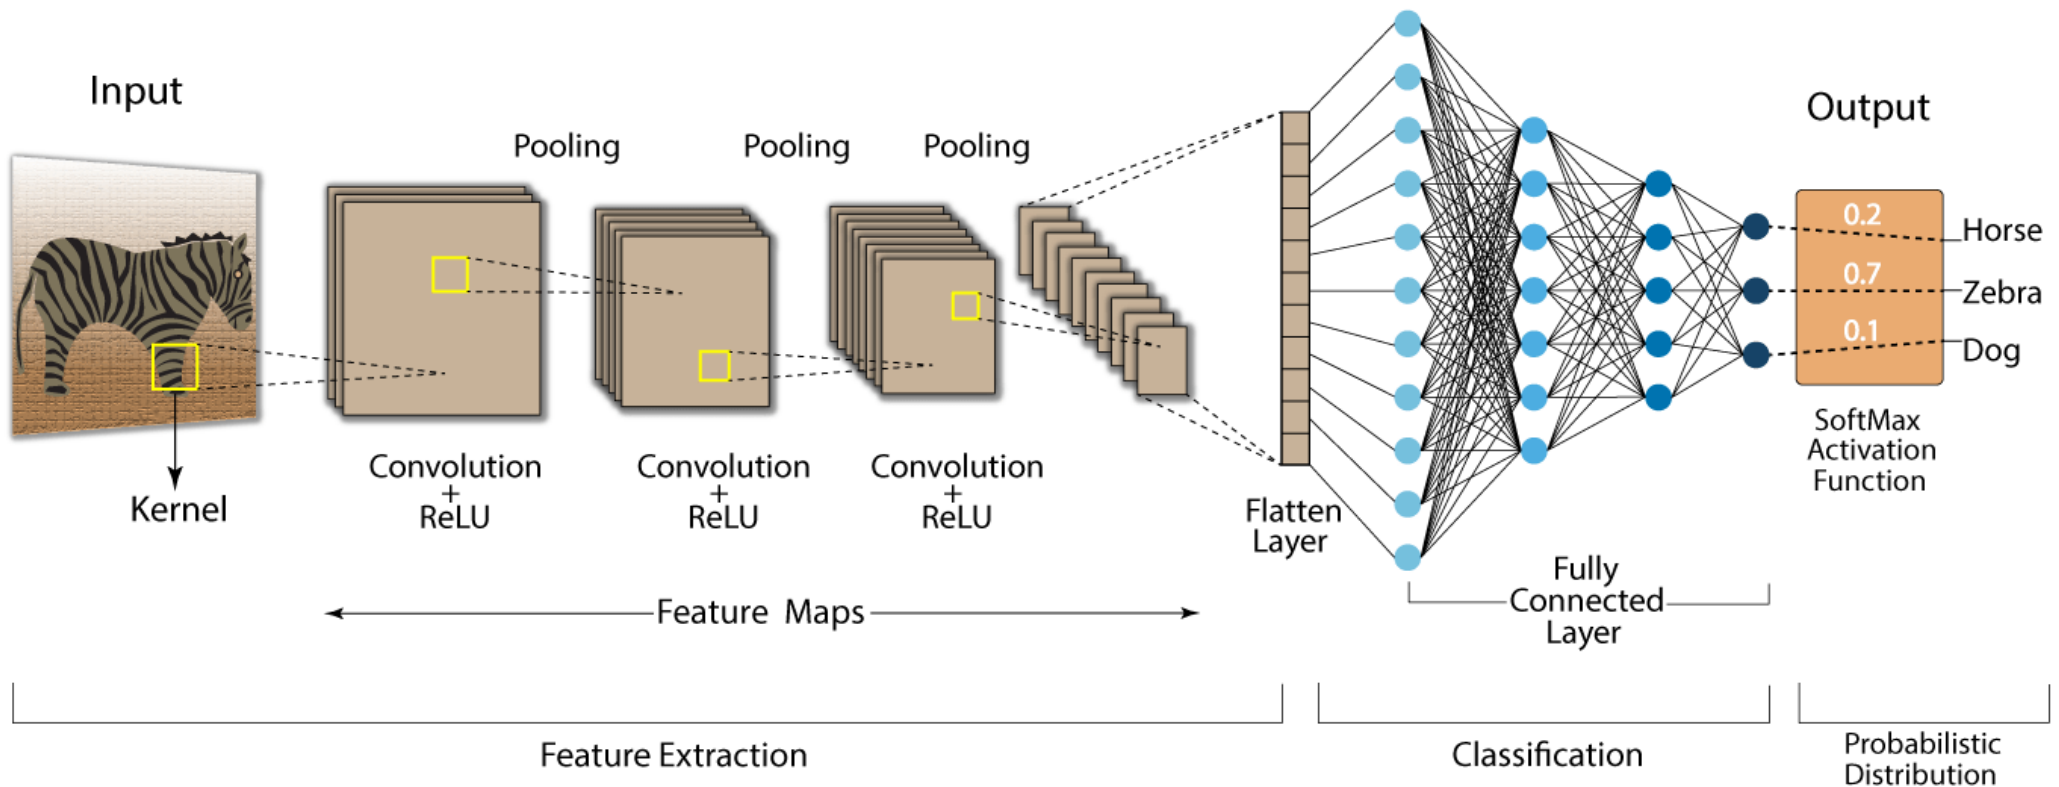 Input
Kernel
Pooling
Pooling
Pooling
Convolution
+
ReLU
Convolution
+
ReLU
Convolution
+
ReLU
Feature Maps
Flatten
Layer
Fully
Connected
Layer
Output
0.2
Horse
0.7
Zebra
0.1
Dog
SoftMax
Activation
Function
Feature Extraction
Classification
Probabilistic
Distribution